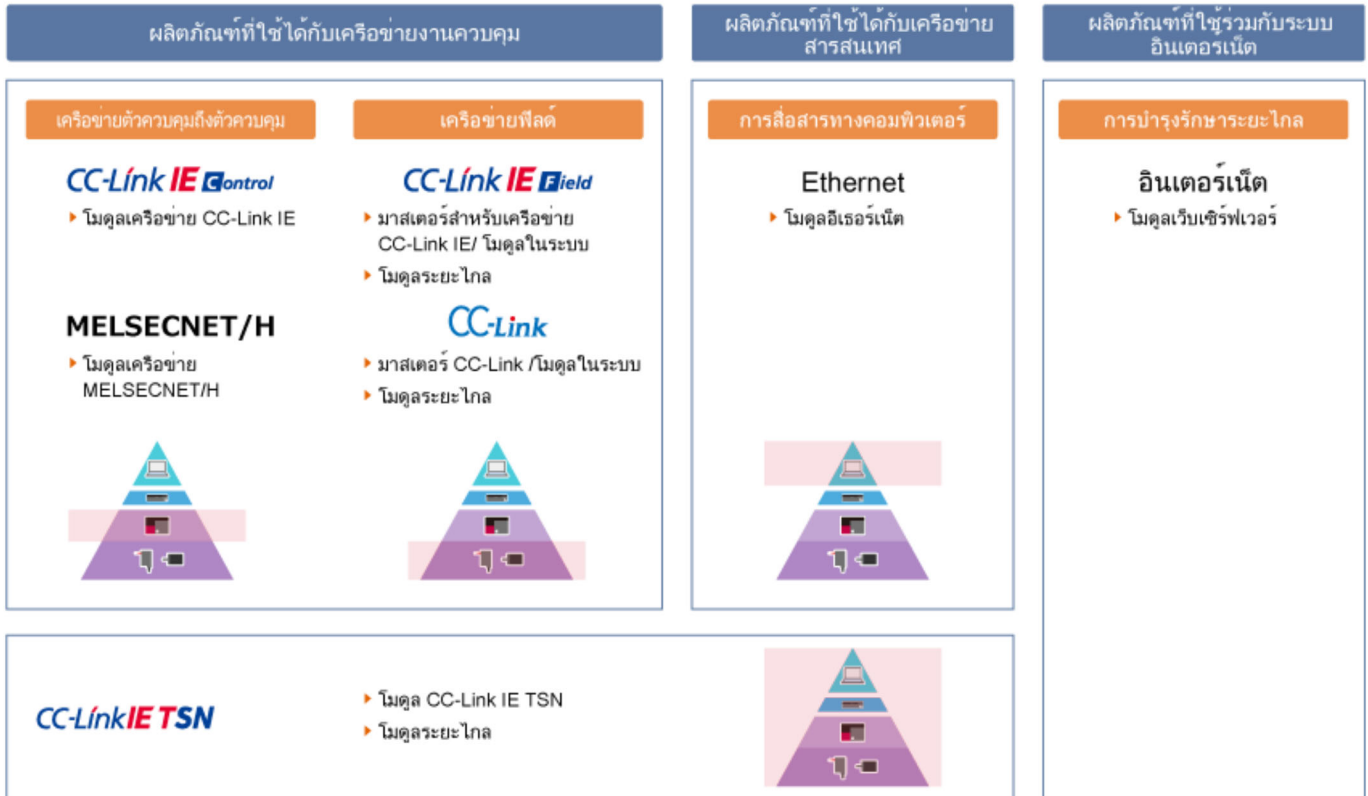 ผลิตภัณฑ์ที่ใช้ได้กับเครือข่ายงานควบคุม
ผลิตภัณฑ์ที่ใช้ได้กับเครือข่าย
สารสนเทศ
ผลิตภัณฑ์ที่ใช้ร่วมกับระบบ
อินเตอร์เน็ต
เครือข่ายตัวควบคุมถึงตัวควบคุม
เครือข่ายฟิลด์
การสื่อสารทางคอมพิวเตอร์
การบำรุงรักษาระยะไกล
CC-Link IE Control
โมดูลเครือข่าย CC-Link IE
CC-Link IE Field
มาสเตอร์สำหรับเครือข่าย
CC-Link IE/ โมดูลในระบบ
โมดูลระยะไกล
Ethernet
โมดูลอีเธอร์เน็ต
อินเตอร์เน็ต
โมดูลเว็บเซิร์ฟเวอร์
MELSECNET/H
โมดูลเครือข่าย
MELSECNET/H
CC-Link
มาสเตอร์ CC-Link /โมดูลในระบบ
โมดูลระยะไกล
CC-Link IE TSN
โมดูล CC-Link IE TSN
โมดูลระยะไกล